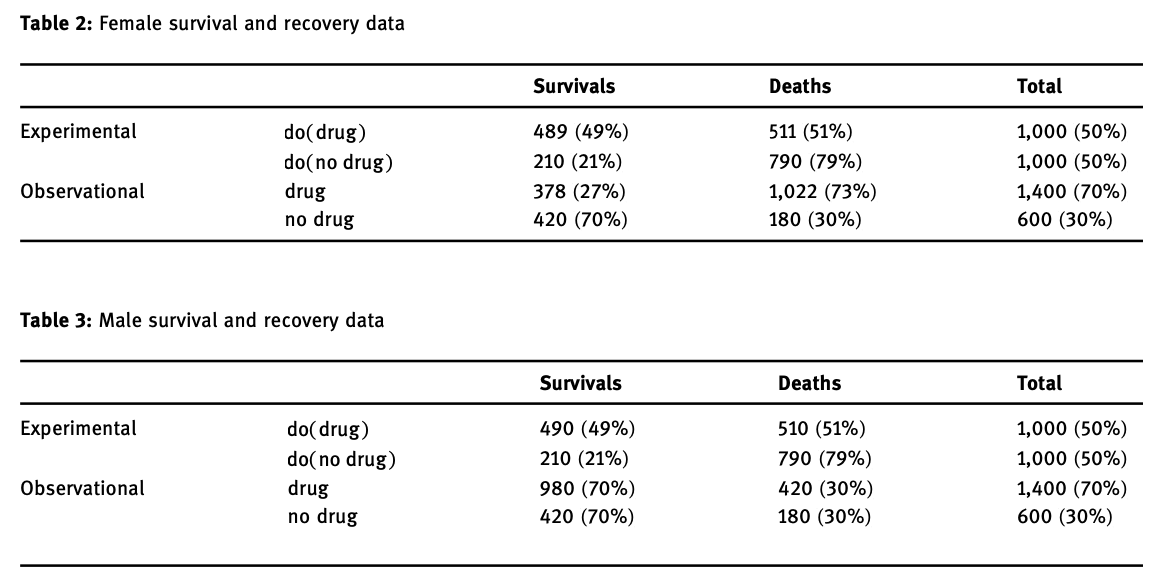 Table 2: Female survival and recovery data
Survivals Deaths Total
Experimental do(drug) 489 (49%) 511 (51%) 1,000 (50%)
do(no drug) 210 (21%) 790 (79%) 1,000 (50%)
Observational drug 378 (27%) 1,022 (73%) 1,400 (70%)
no drug 420 (70%) 180 (30%) 600 (30%)
Table 3: Male survival and recovery data
Survivals Deaths Total
Experimental do(drug) 490 (49%) 510 (51%) 1,000 (50%)
do(no drug) 210 (21%) 790 (79%) 1,000 (50%)
Observational drug 980 (70%) 420 (30%) 1,400 (70%)
no drug 420 (70%) 180 (30%) 600 (30%)